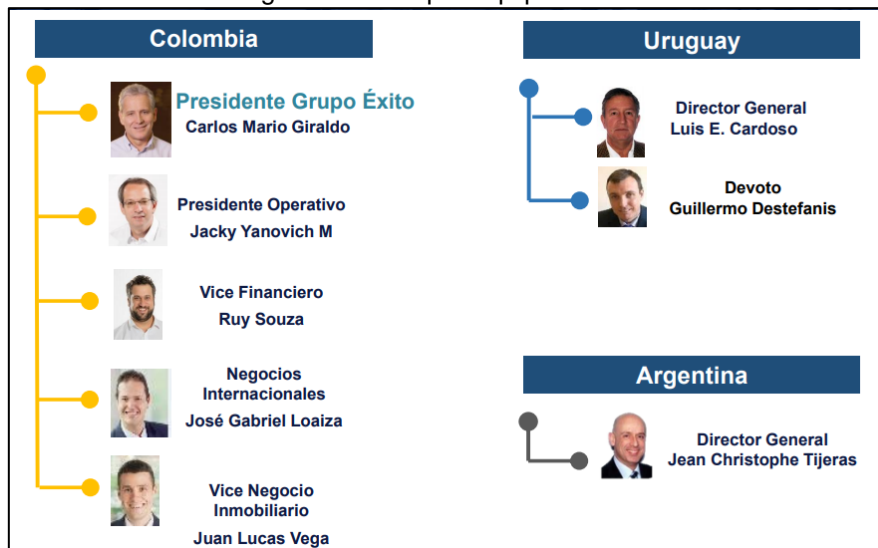 Colombia
Presidente Grupo Éxito
Carlos Mario Giraldo
Presidente Operativo
Jacky Yanovich M
Vice Financiero
Ruy Souza
Negocios
Internacionales
José Gabriel Loaiza
Vice Negocio
Inmobiliario
Juan Lucas Vega
Uruguay
Director General
Luis E. Cardoso
Devoto
Guillermo Destefanis
Argentina
Director General
Jean Christophe Tijeras